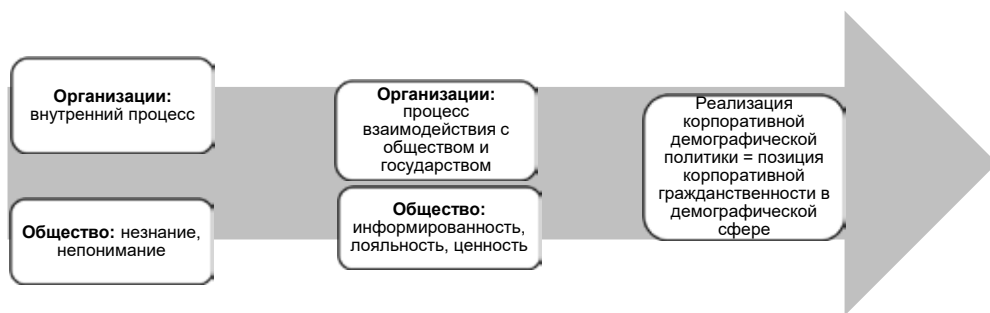 Организации:
внутренний процесс
Общество: незнание,
непонимание
Организации:
процесс
взаимодействия с
обществом и
государством
Общество:
информированность,
лояльность, ценность
Реализация
корпоративной
демографической
политики = позиция
корпоративной
гражданственности в
демографической
сфере